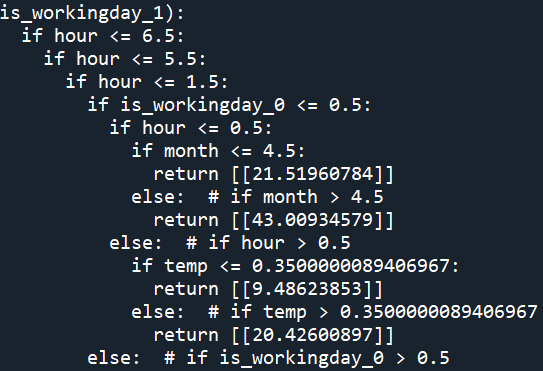 is_workingday_1):
  if hour <= 6.5:
    if hour <= 5.5:
      if hour <= 1.5:
        if is_workingday_0 <= 0.5:
          if hour <= 0.5:
            if month <= 4.5:
              return [[21.51960784]]
            else:  # if month > 4.5
              return [[43.00934579]]
          else:  # if hour > 0.5
            if temp <= 0.3500000089406967:
              return [[9.48623853]]
            else:  # if temp > 0.3500000089406967
              return [[20.42600897]]
        else:  # if is_workingday_0 > 0.5